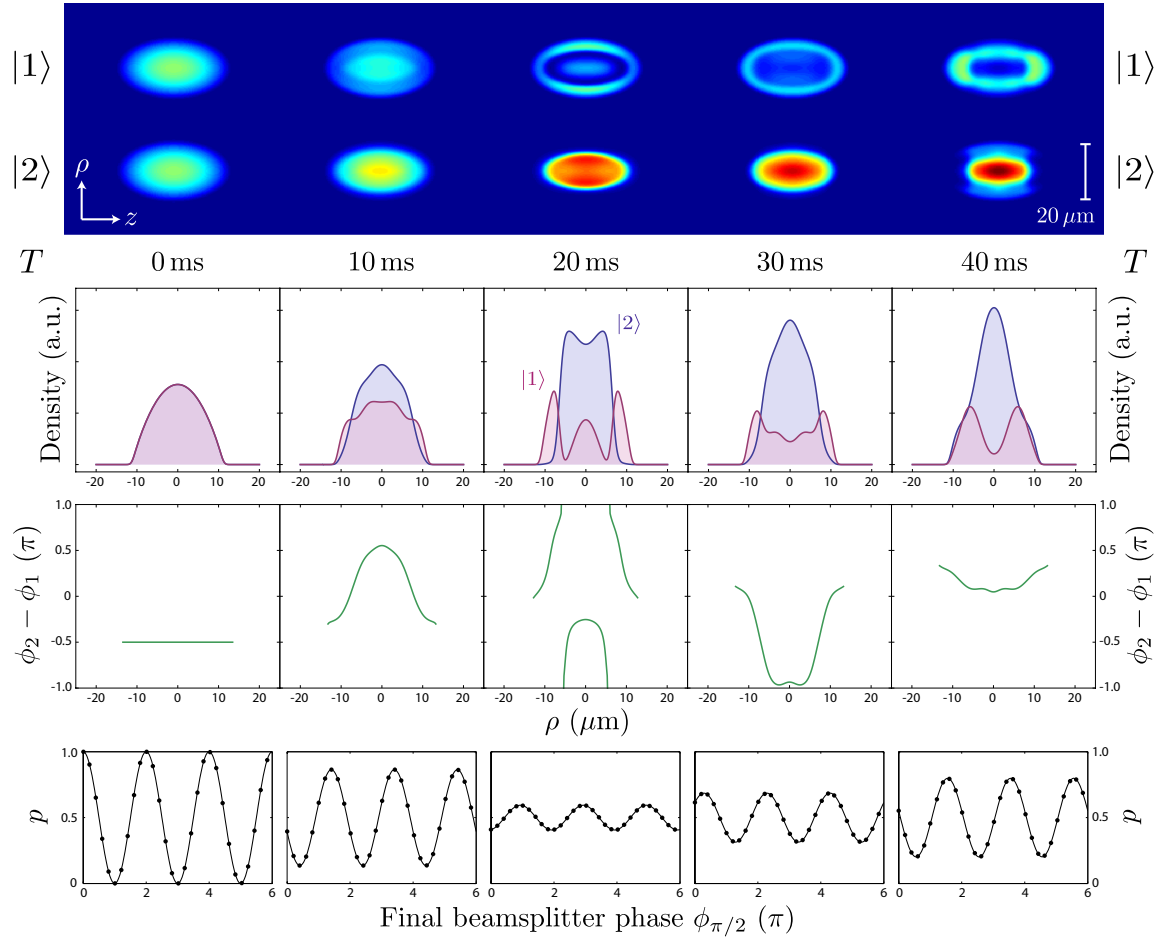 |1⟩ |1⟩
|2⟩ ρ z 20 μm |2⟩
T 0 ms 10 ms 20 ms 30 ms 40 ms T
Density (a.u.) |2⟩ |1⟩ Density (a.u.)
-20 -10 0 10 20 -20 -10 0 10 20 -20 -10 0 10 20 -20 -10 0 10 20 -20 -10 0 10 20
1.0 1.0
0.5 0.5
ϕ₂ − ϕ₁ (π) 0 0 ϕ₂ − ϕ₁ (π)
-0.5 -0.5
-1.0 -1.0
-20 -10 0 10 20 -20 -10 0 10 20 -20 -10 0 10 20 -20 -10 0 10 20 -20 -10 0 10 20
ρ (μm)
1.0 1.0
p 0.5 0.5 p
0 0
0 2 4 6 0 2 4 6 0 2 4 6 0 2 4 6 0 2 4 6
Final beamsplitter phase ϕπ/2 (π)